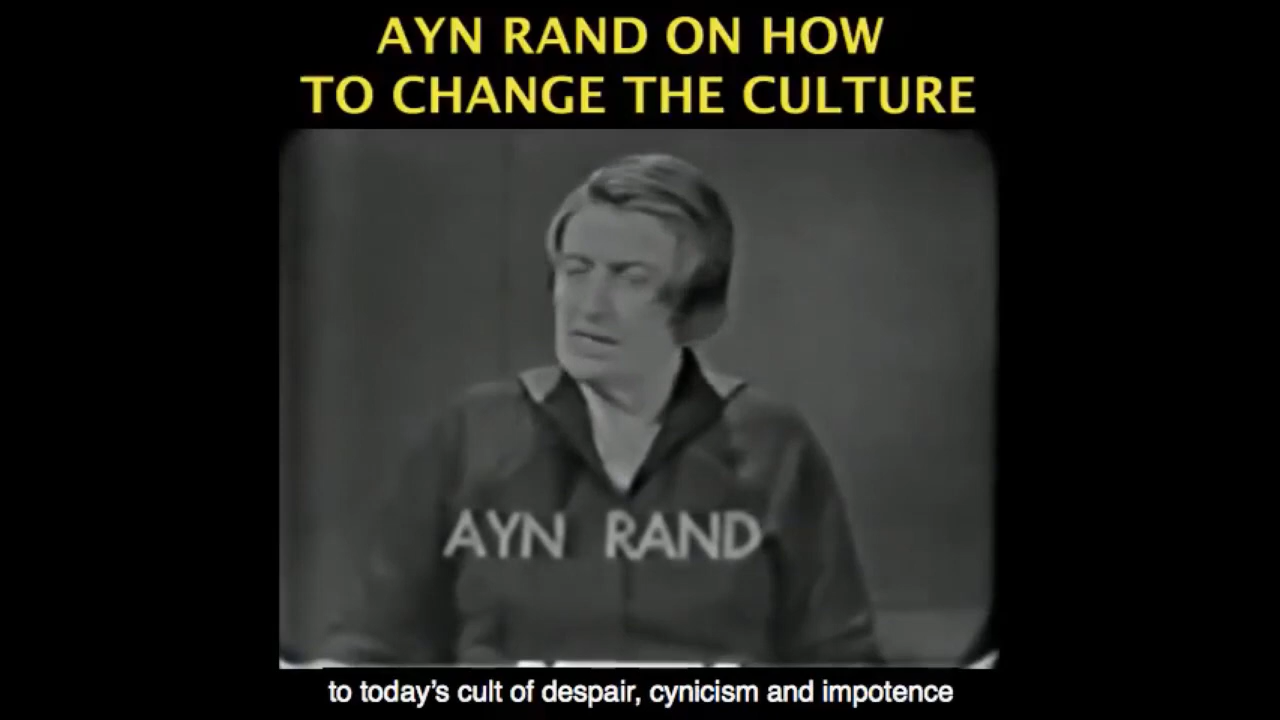 AYN RAND ON HOW
TO CHANGE THE CULTURE
AYN RAND
to today's cult of despair, cynicism and impotence